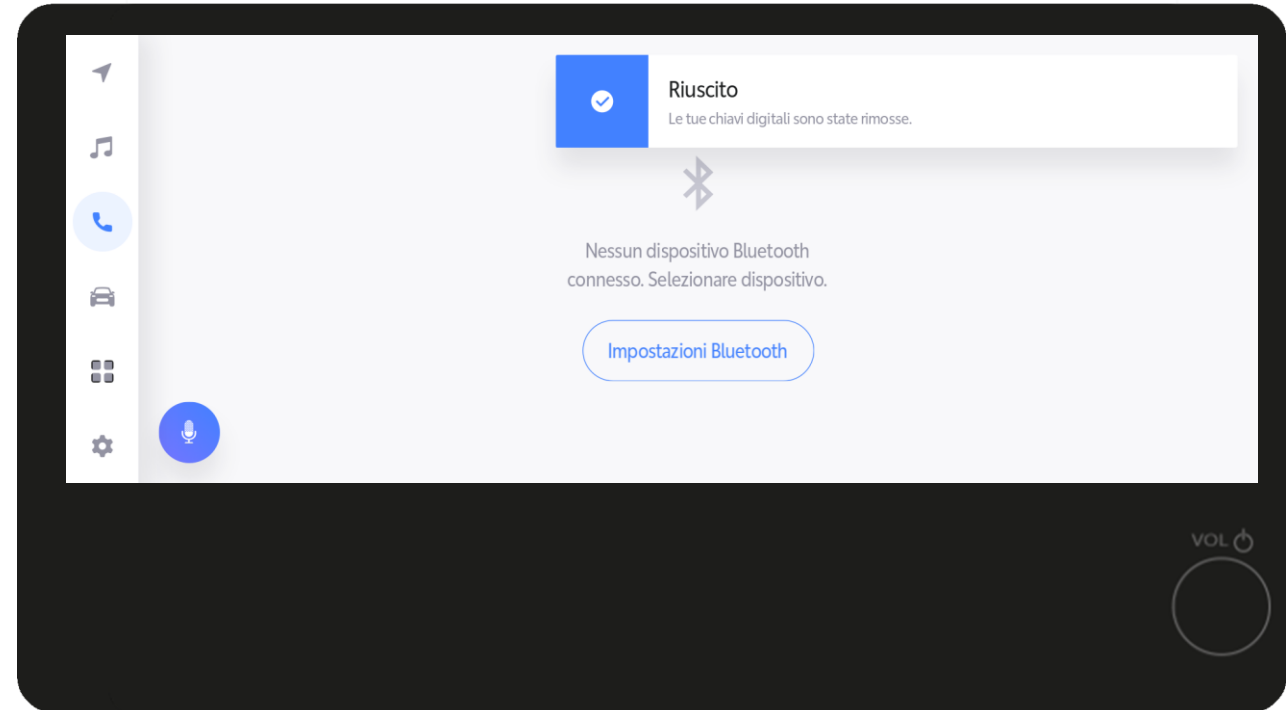 Riuscito
Le tue chiavi digitali sono state rimosse.
Nessun dispositivo Bluetooth
connesso. Selezionare dispositivo.
Impostazioni Bluetooth
VOL